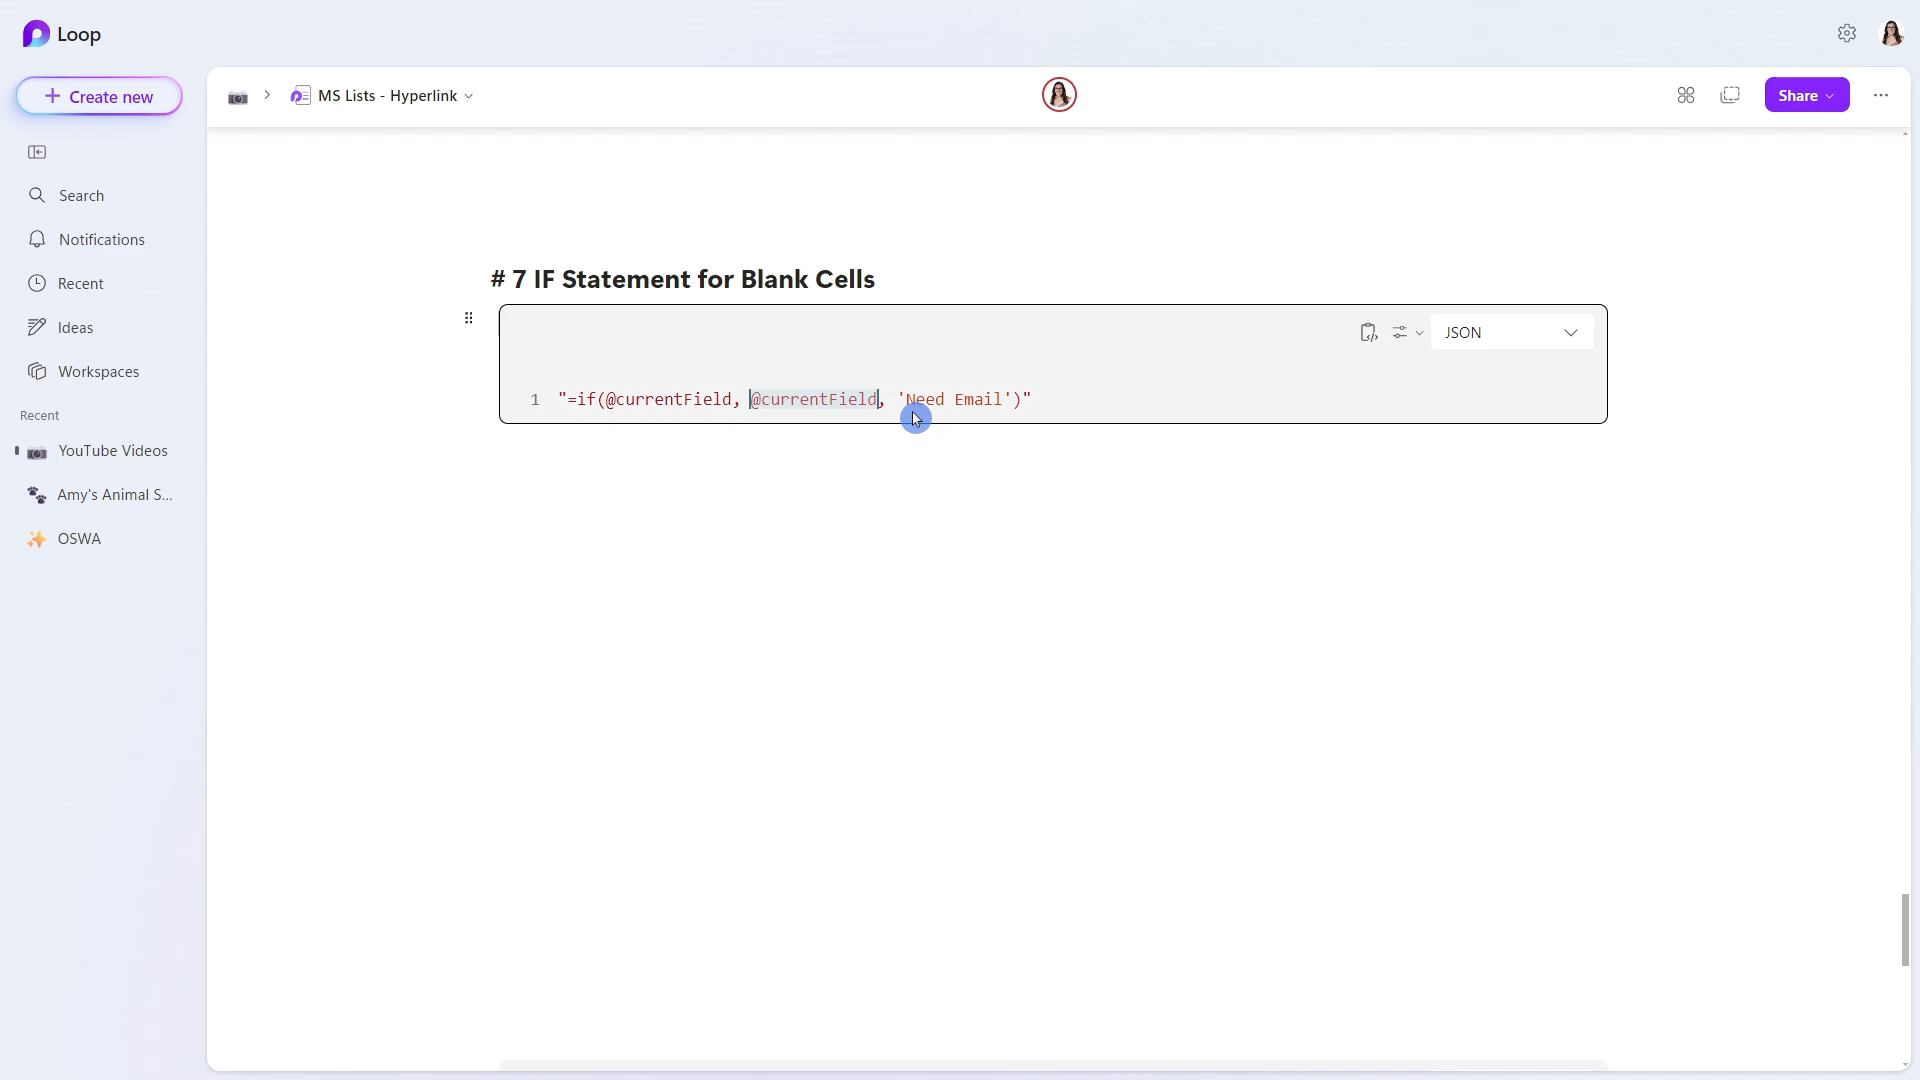 Loop
Create new
MS Lists - Hyperlink
Share
Search
Notifications
Recent
Ideas
Workspaces
Recent
YouTube Videos
Amy's Animal S...
OSWA
# 7 IF Statement for Blank Cells
JSON
1 "=if(@currentField, @currentField, 'Need Email')"